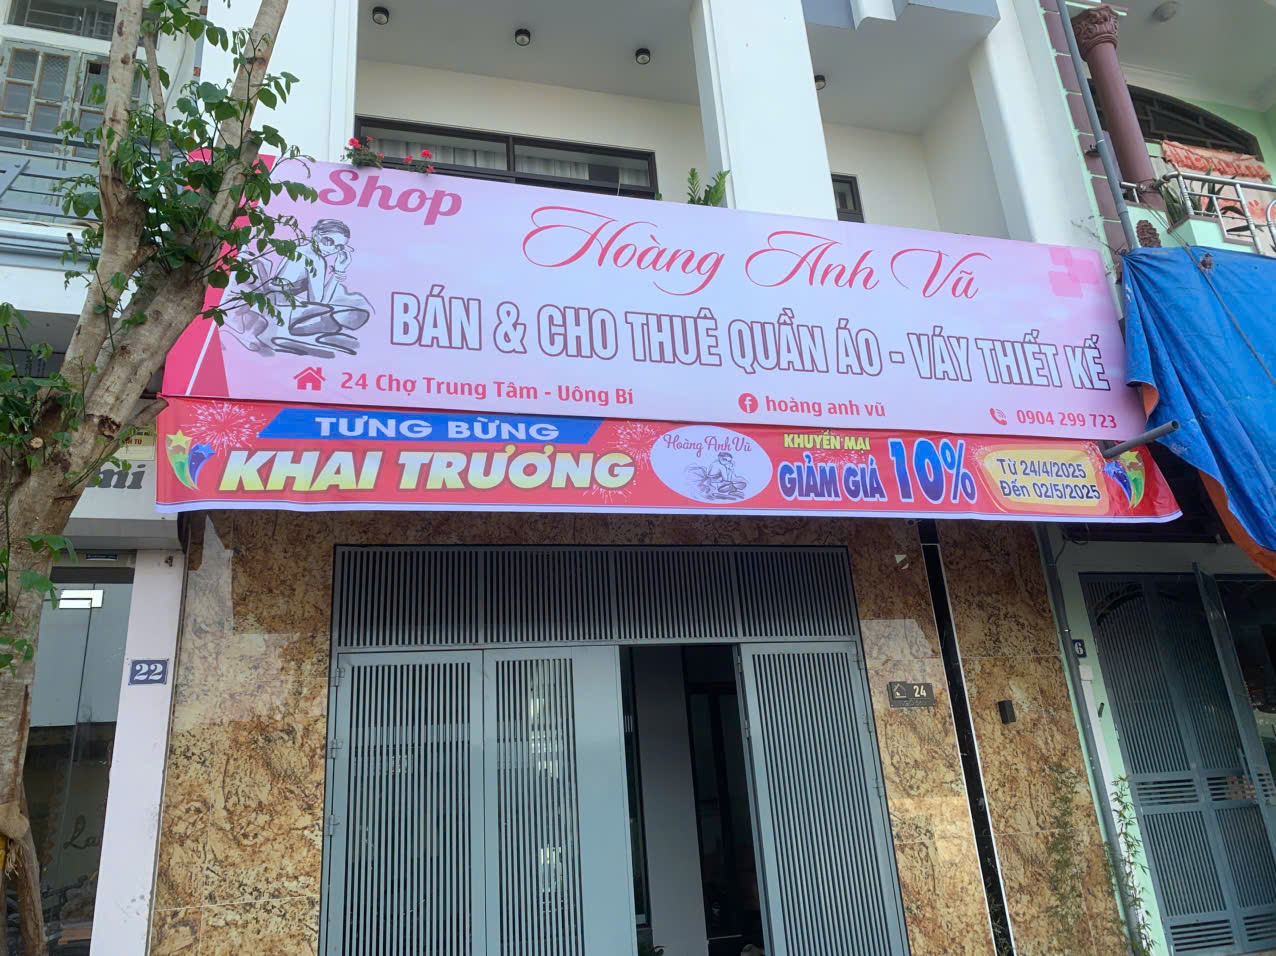 Shop
Hoàng Anh Vũ
BÁN & CHO THUÊ QUẦN ÁO - VÁY THIẾT KẾ
24 Chợ Trung Tâm - Uông Bí
hoàng anh vũ
0904 299 723
TƯNG BỪNG
KHAI TRƯƠNG
Hoàng Anh Vũ
KHUYẾN MẠI
GIẢM GIÁ 10%
Từ 24/4/2025
Đến 02/5/2025
22
24
6